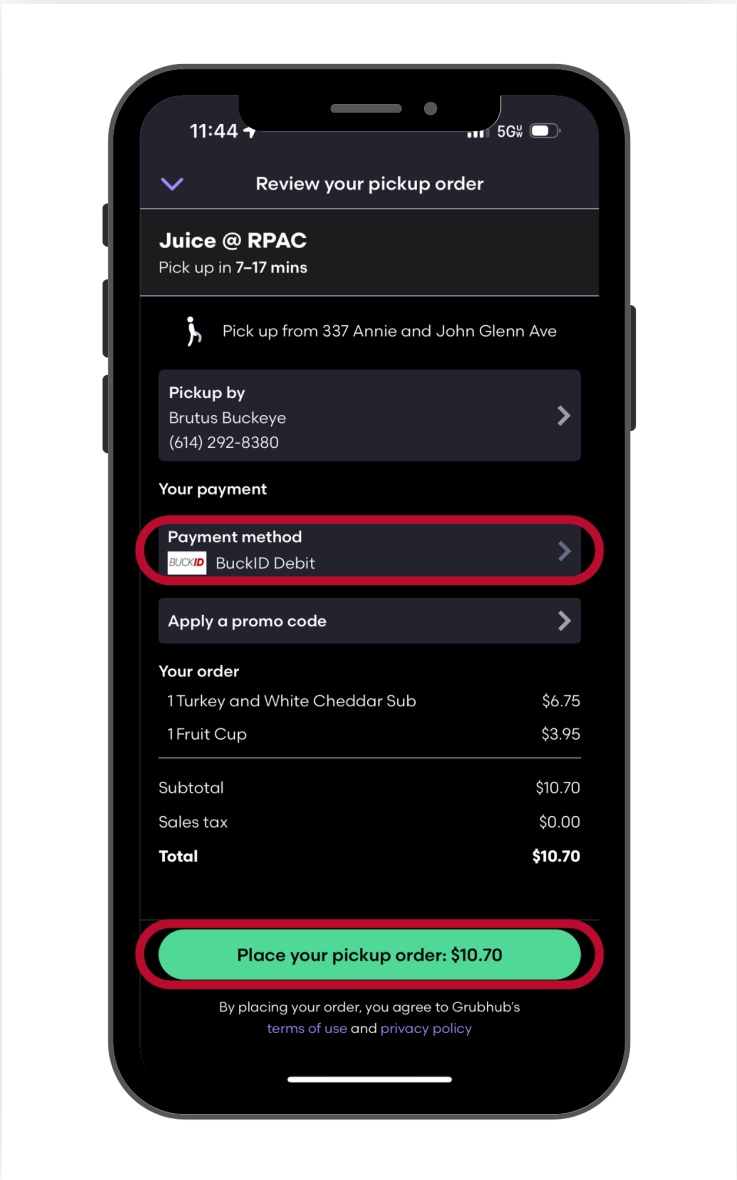 11:44
5GUW
Review your pickup order
Juice @ RPAC
Pick up in 7–17 mins
Pick up from 337 Annie and John Glenn Ave
Pickup by
Brutus Buckeye
(614) 292-8380
Your payment
Payment method
BUCKID BuckID Debit
Apply a promo code
Your order
1 Turkey and White Cheddar Sub $6.75
1 Fruit Cup $3.95
Subtotal $10.70
Sales tax $0.00
Total $10.70
Place your pickup order: $10.70
By placing your order, you agree to Grubhub's
terms of use and privacy policy